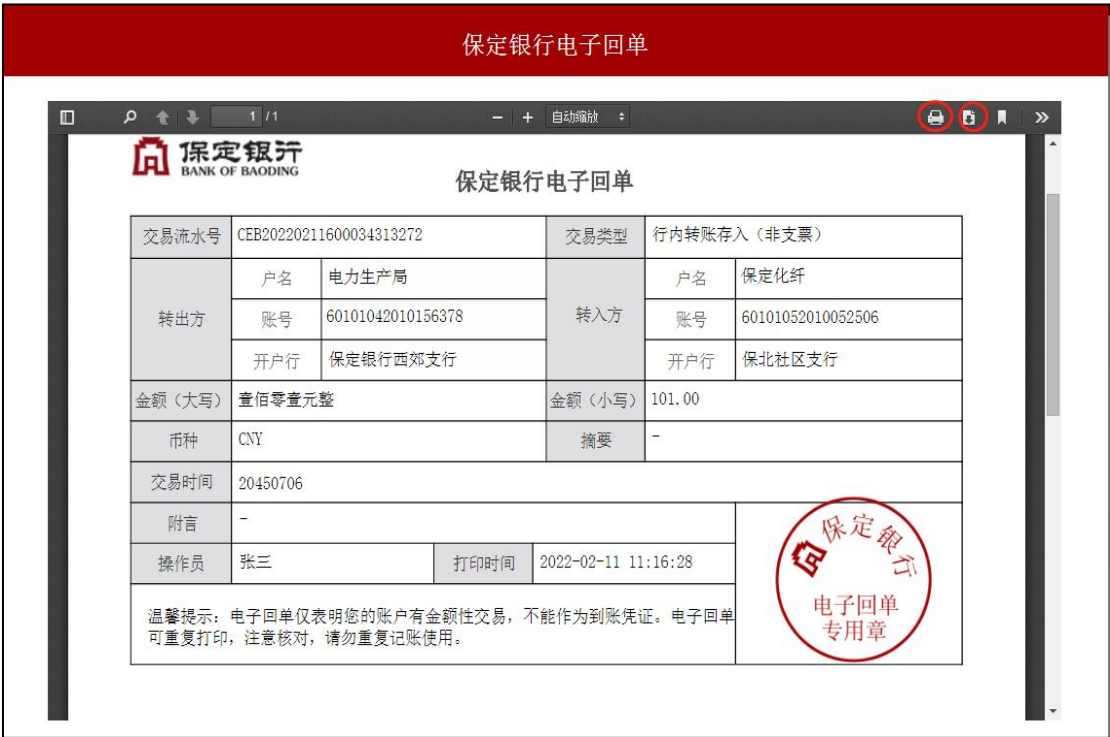 保定银行电子回单
1 /1
自动缩放
保定银行
BANK OF BAODING
保定银行电子回单
交易流水号 CEB20220211600034313272 交易类型 行内转账存入（非支票）
转出方 户名 电力生产局 转入方 户名 保定化纤
账号 60101042010156378 账号 60101052010052506
开户行 保定银行西郊支行 开户行 保北社区支行
金额（大写） 壹佰零壹元整 金额（小写） 101.00
币种 CNY 摘要 -
交易时间 20450706
附言 -
操作员 张三 打印时间 2022-02-11 11:16:28
温馨提示：电子回单仅表明您的账户有金额性交易，不能作为到账凭证。电子回单
可重复打印，注意核对，请勿重复记账使用。
保定银行
电子回单
专用章